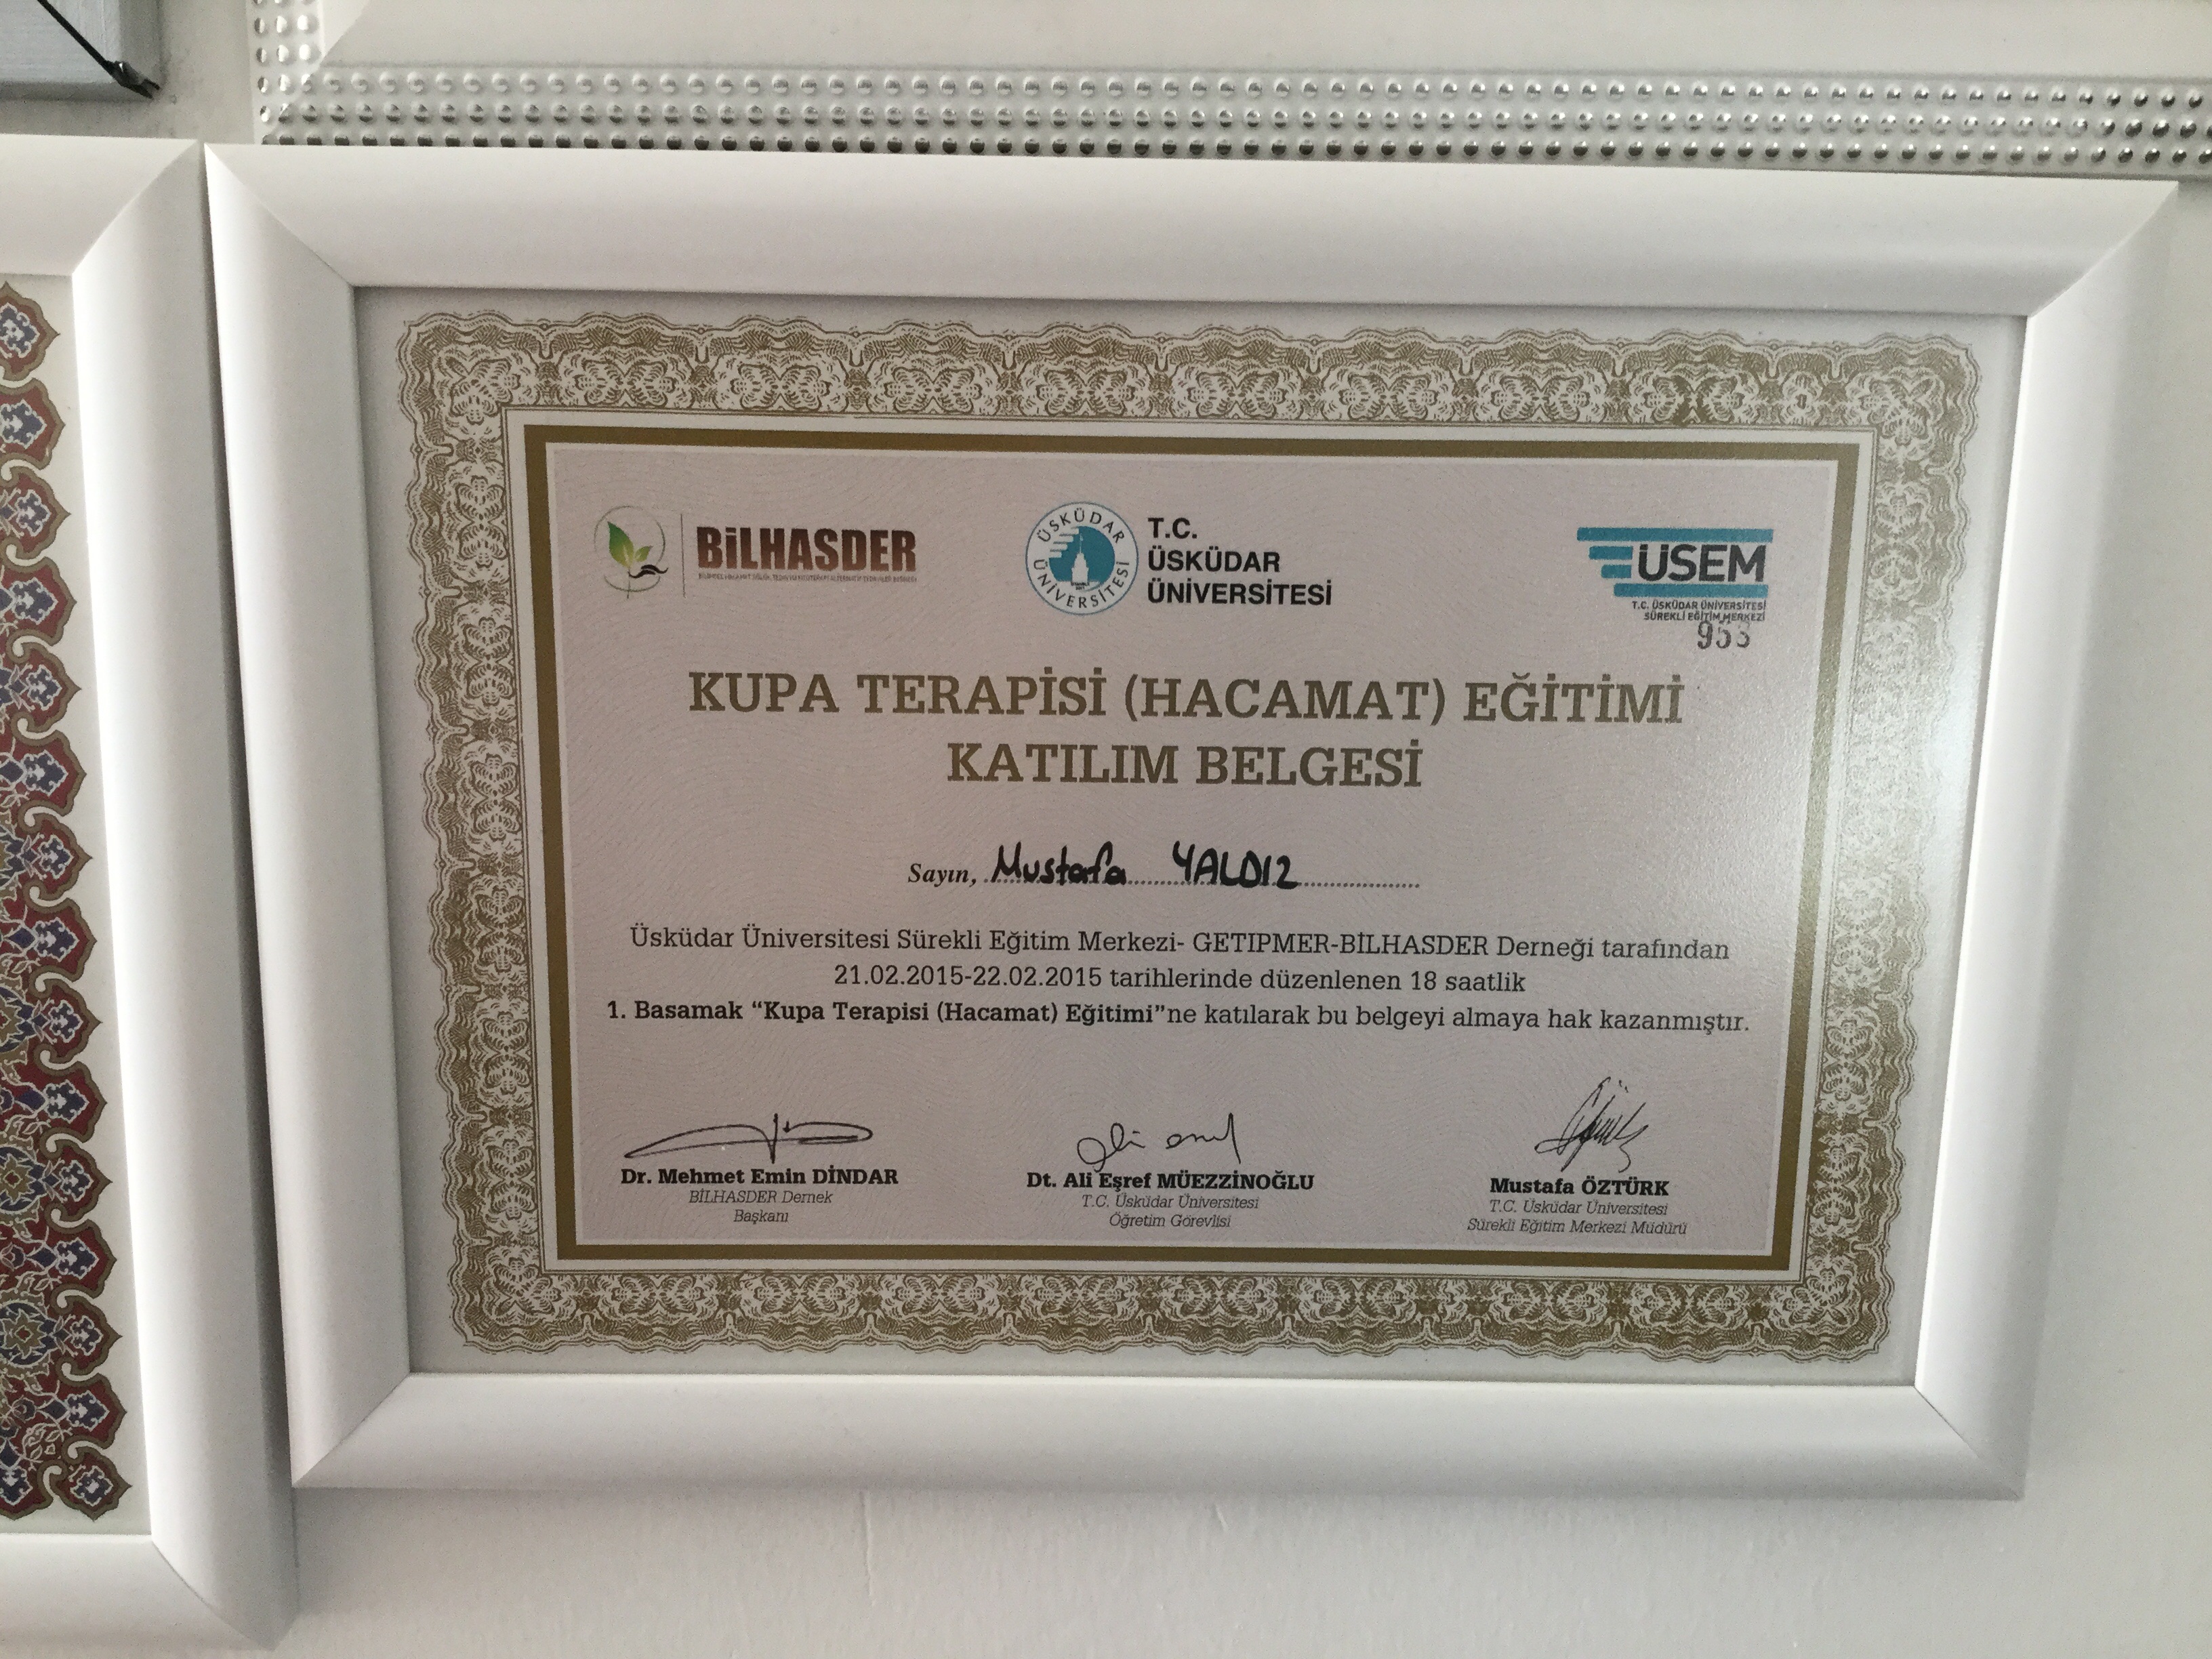 BİLHASDER
ÜSKÜDAR ÜNİVERSİTESİ
T.C.
ÜSKÜDAR
ÜNİVERSİTESİ
ÜSEM
T.C. ÜSKÜDAR ÜNİVERSİTESİ
SÜREKLİ EĞİTİM MERKEZİ
953
KUPA TERAPİSİ (HACAMAT) EĞİTİMİ
KATILIM BELGESİ
Sayın, Mustafa YALDIZ
Üsküdar Üniversitesi Sürekli Eğitim Merkezi- GETIPMER-BİLHASDER Derneği tarafından
21.02.2015-22.02.2015 tarihlerinde düzenlenen 18 saatlik
1. Basamak “Kupa Terapisi (Hacamat) Eğitimi”ne katılarak bu belgeyi almaya hak kazanmıştır.
Dr. Mehmet Emin DİNDAR
BİLHASDER Dernek
Başkanı
Dt. Ali Eşref MÜEZZİNOĞLU
T.C. Üsküdar Üniversitesi
Öğretim Görevlisi
Mustafa ÖZTÜRK
T.C. Üsküdar Üniversitesi
Sürekli Eğitim Merkezi Müdürü